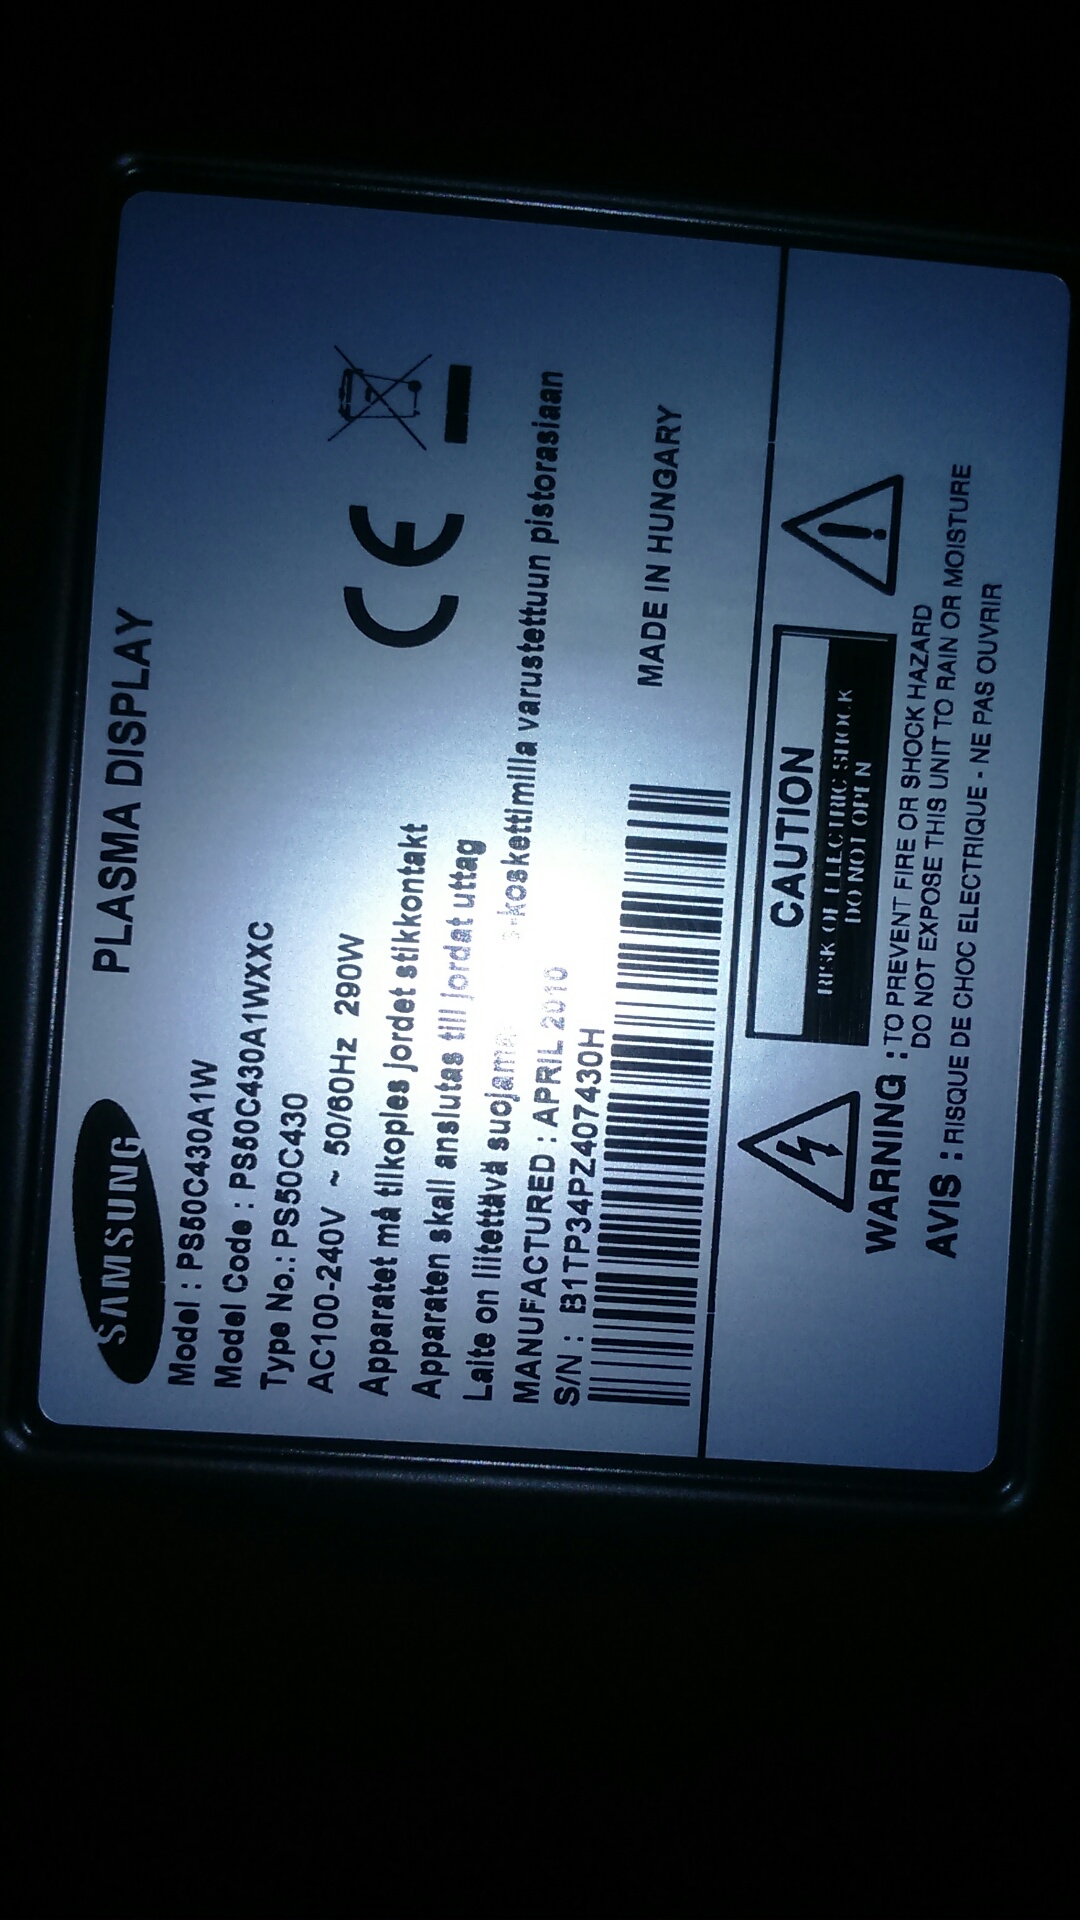 SAMSUNG PLASMA DISPLAY
Model : PS50C430A1W
Model Code : PS50C430A1WXXC
Type No.: PS50C430
AC100-240V ~ 50/60Hz 290W
Apparatet må tilkoples jordet stikkontakt
Apparaten skall anslutas till jordat uttag
Laite on liitettävä koskettimilla varustettuun pistorasiaan
MANUFACTURED : APRIL 2010
S/N : B1TP34PZ407430H
MADE IN HUNGARY
CE
CAUTION
RISK OF ELECTRIC SHOCK
DO NOT OPEN
WARNING : TO PREVENT FIRE OR SHOCK HAZARD
DO NOT EXPOSE THIS UNIT TO RAIN OR MOISTURE
AVIS : RISQUE DE CHOC ELECTRIQUE - NE PAS OUVRIR